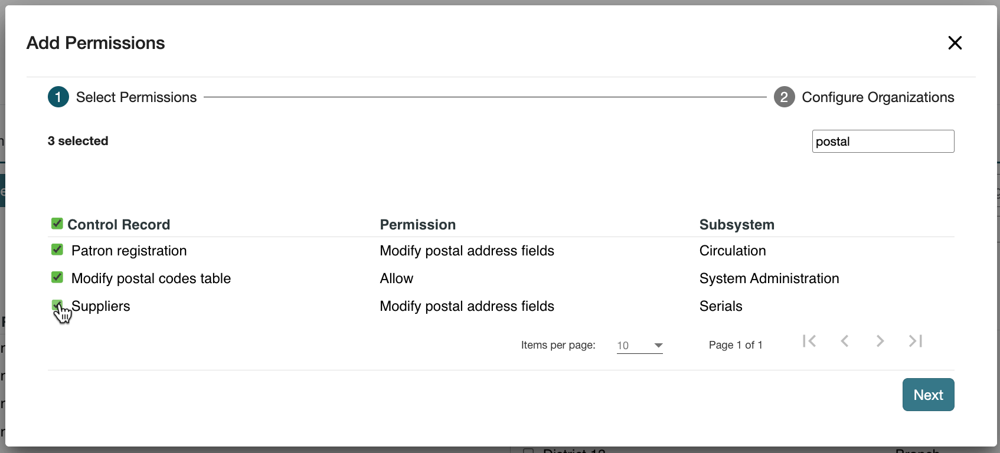 Add Permissions
1 Select Permissions 2 Configure Organizations
3 selected postal
Control Record Permission Subsystem
Patron registration Modify postal address fields Circulation
Modify postal codes table Allow System Administration
Suppliers Modify postal address fields Serials
Items per page: 10 Page 1 of 1
Next